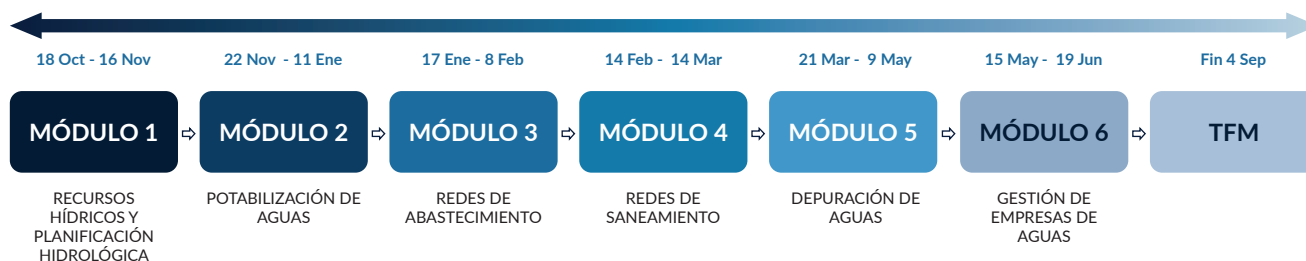 18 Oct - 16 Nov
22 Nov - 11 Ene
17 Ene - 8 Feb
14 Feb - 14 Mar
21 Mar - 9 May
15 May - 19 Jun
Fin 4 Sep
MÓDULO 1
MÓDULO 2
MÓDULO 3
MÓDULO 4
MÓDULO 5
MÓDULO 6
TFM
RECURSOS
HÍDRICOS Y
PLANIFICACIÓN
HIDROLÓGICA
POTABILIZACIÓN DE
AGUAS
REDES DE
ABASTECIMIENTO
REDES DE
SANEAMIENTO
DEPURACIÓN DE
AGUAS
GESTIÓN DE
EMPRESAS DE
AGUAS